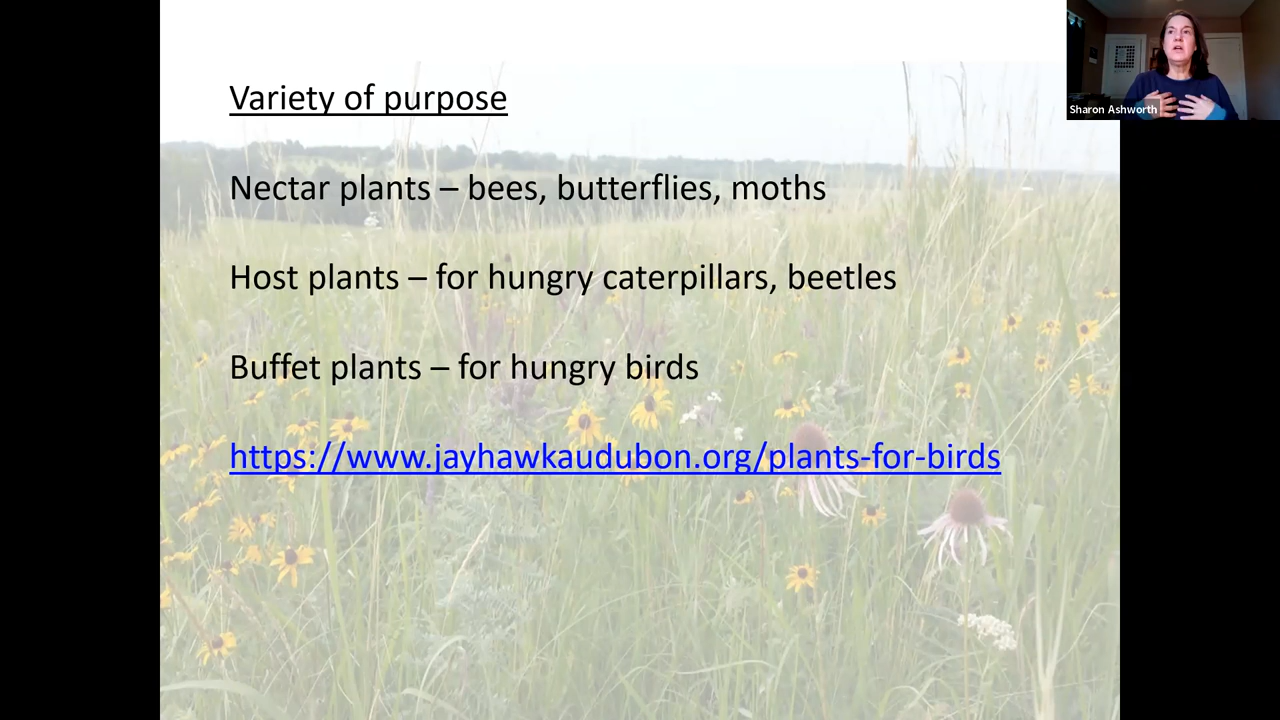 Variety of purpose
Nectar plants – bees, butterflies, moths
Host plants – for hungry caterpillars, beetles
Buffet plants – for hungry birds
https://www.jayhawkaudubon.org/plants-for-birds
Sharon Ashworth